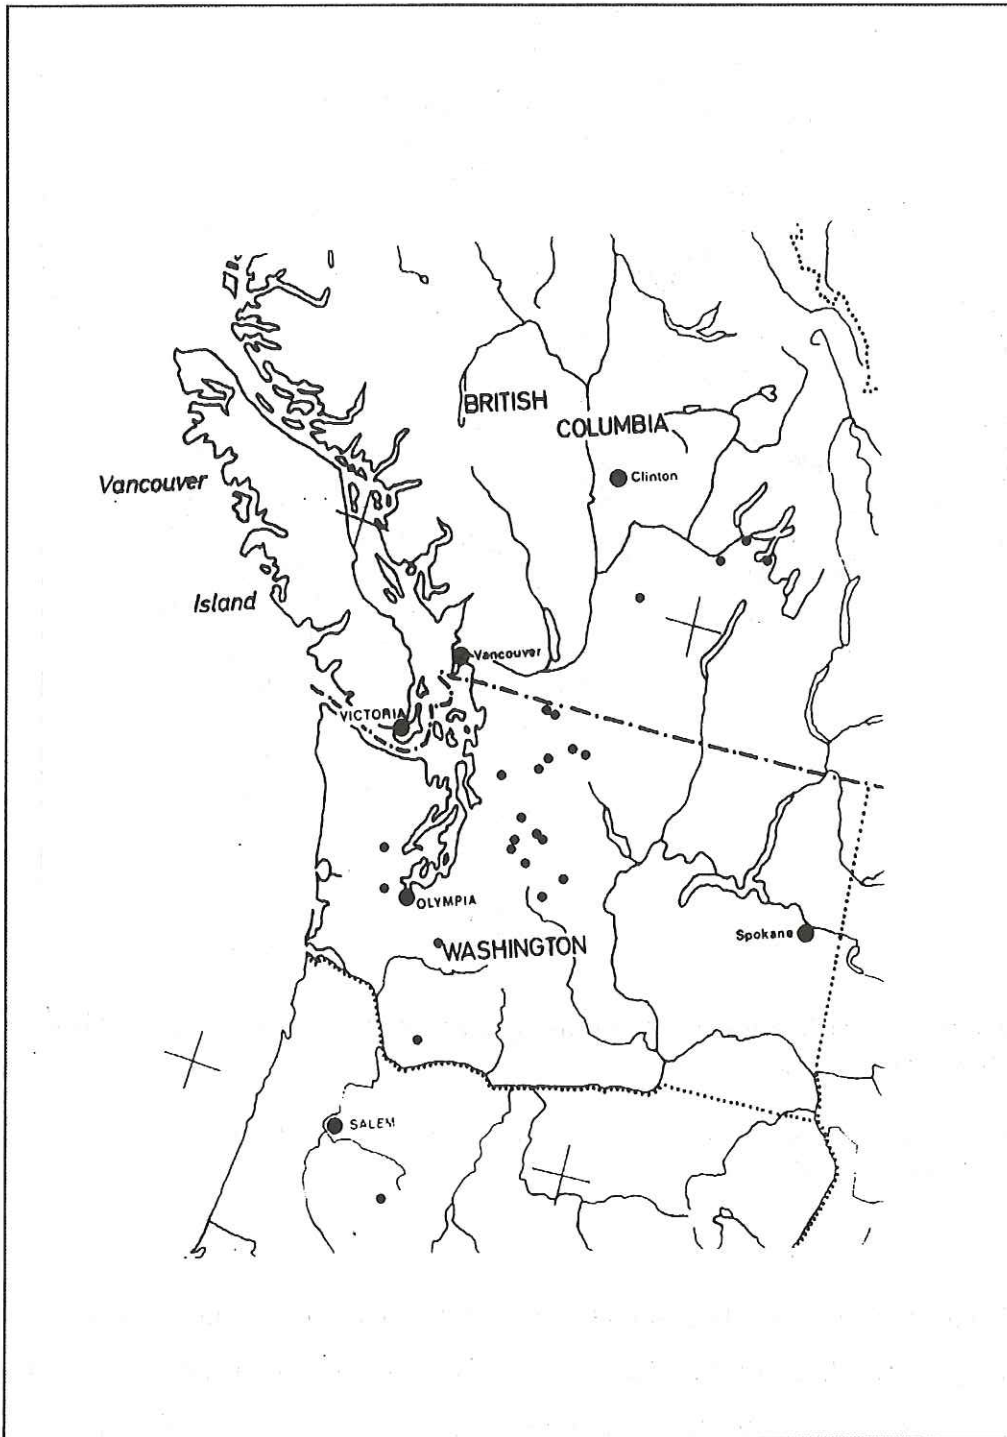 BRITISH
COLUMBIA
Clinton
Vancouver
Island
Vancouver
VICTORIA
OLYMPIA
WASHINGTON
Spokane
SALEM